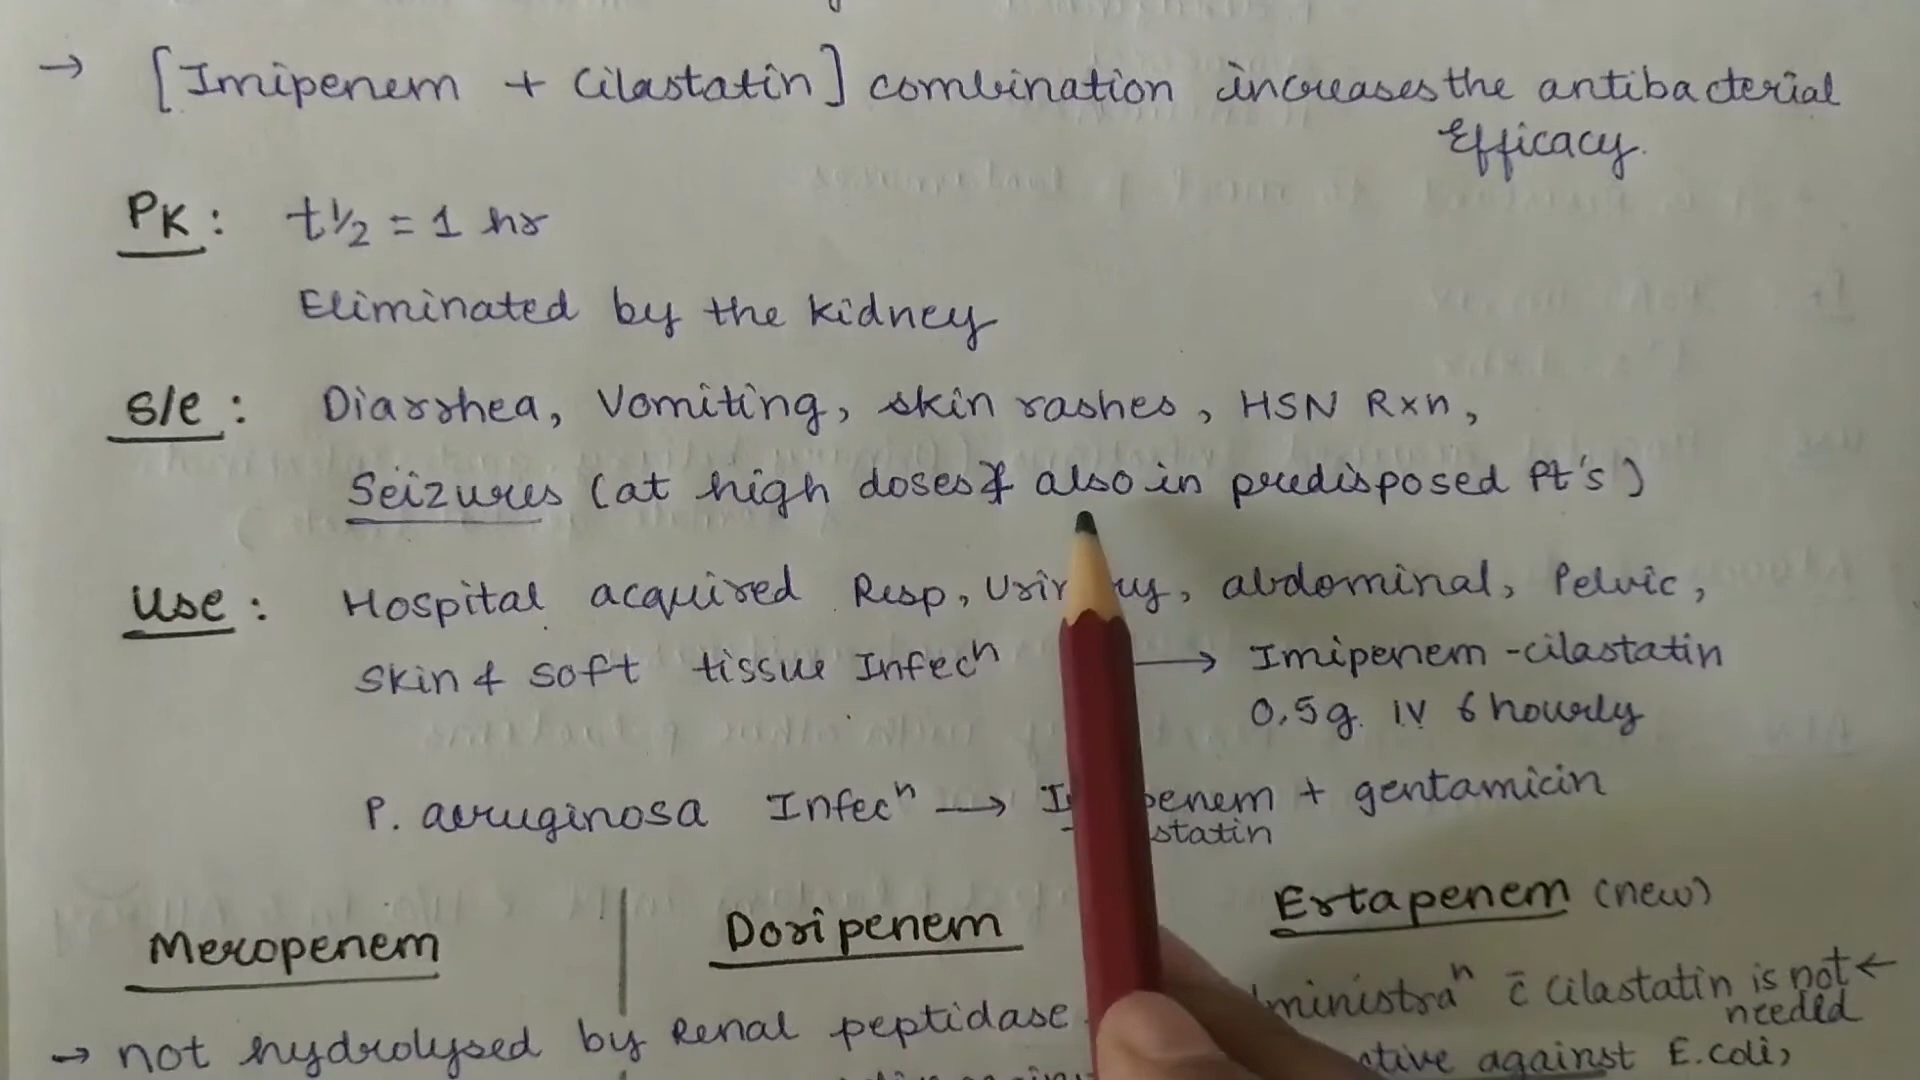 → [Imipenem + Cilastatin] combination increases the antibacterial
Efficacy.
PK : t½ = 1 hr
Eliminated by the kidney
S/e : Diarrhea, Vomiting, skin rashes, HSN Rxn,
Seizures (at high doses & also in predisposed Pt's)
Use : Hospital acquired Resp, abdominal, Pelvic,
Skin & soft tissue Infecⁿ → Imipenem-cilastatin
0.5g. IV 6 hourly
P. aeruginosa Infecⁿ → + gentamicin
Meropenem
Doripenem
Ertapenem (new)
c̄ Cilastatin is not ←
needed
→ not hydrolysed by Renal peptidase
against E.coli,